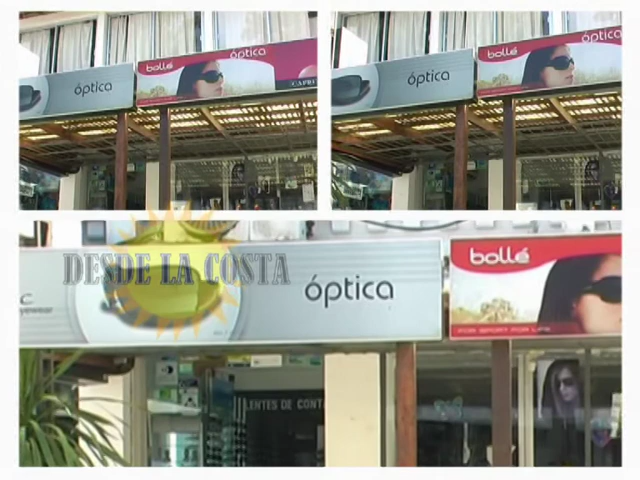 óptica
bollé
óptica
CAPRI
óptica
bollé
óptica
DESDE LA COSTA
óptica
bollé
FOR SPORT FOR LIFE
LENTES DE CONT